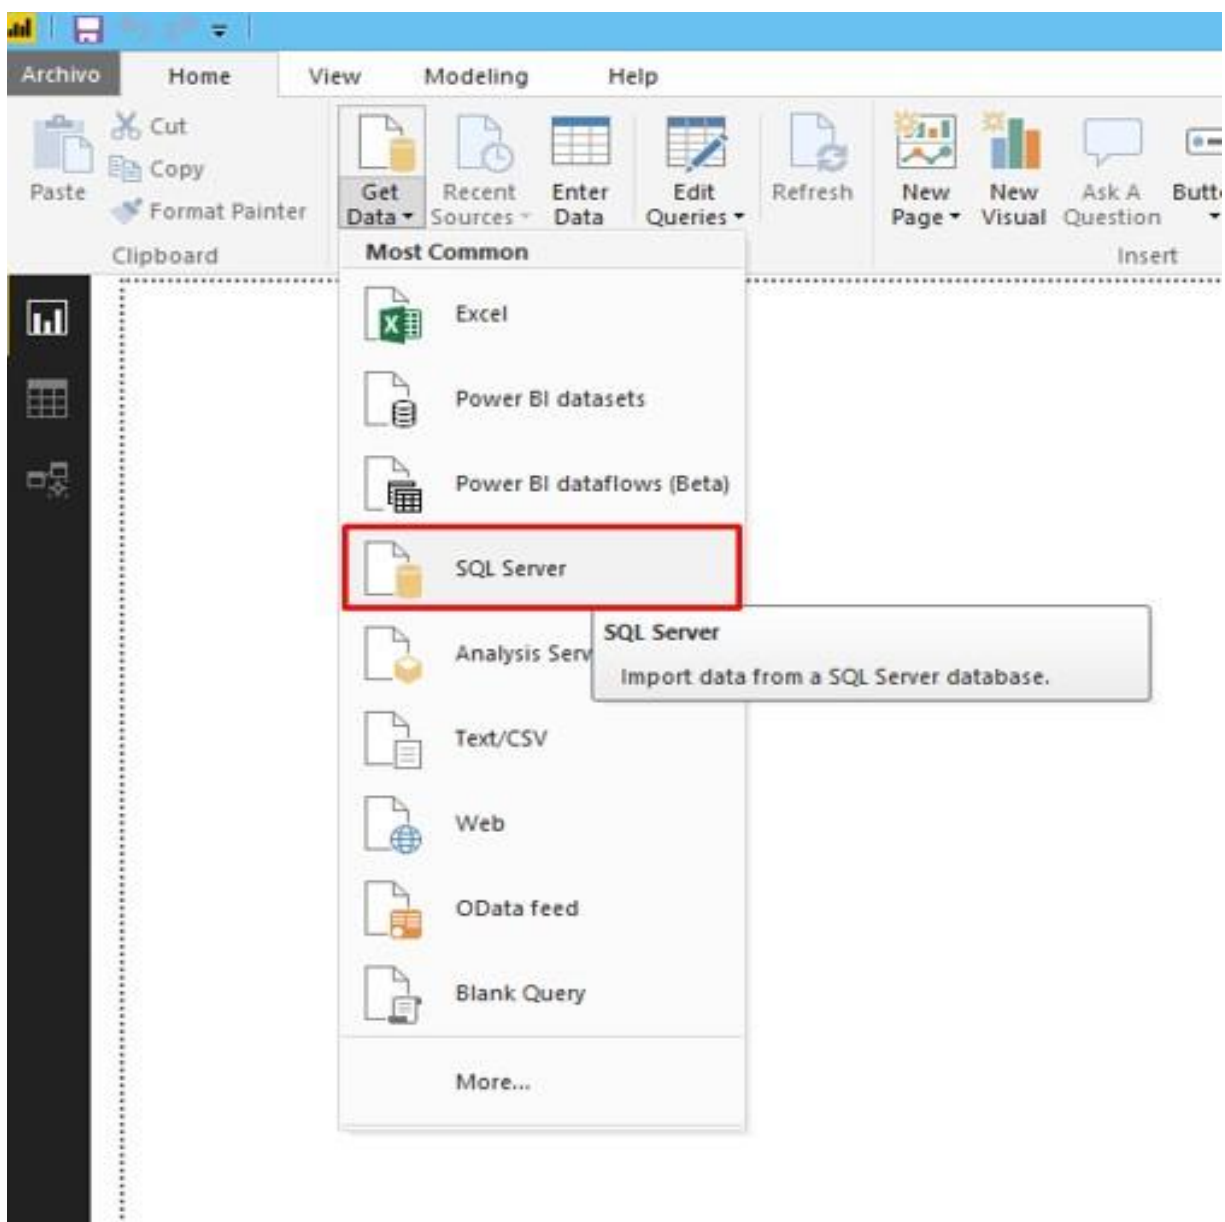 Archivo Home View Modeling Help
Cut
Copy
Format Painter
Paste
Clipboard
Get Data
Recent Sources
Enter Data
Edit Queries
Refresh
New Page
New Visual
Ask A Question
Insert
Most Common
Excel
Power BI datasets
Power BI dataflows (Beta)
SQL Server
SQL Server
Import data from a SQL Server database.
Analysis Serv
Text/CSV
Web
OData feed
Blank Query
More...